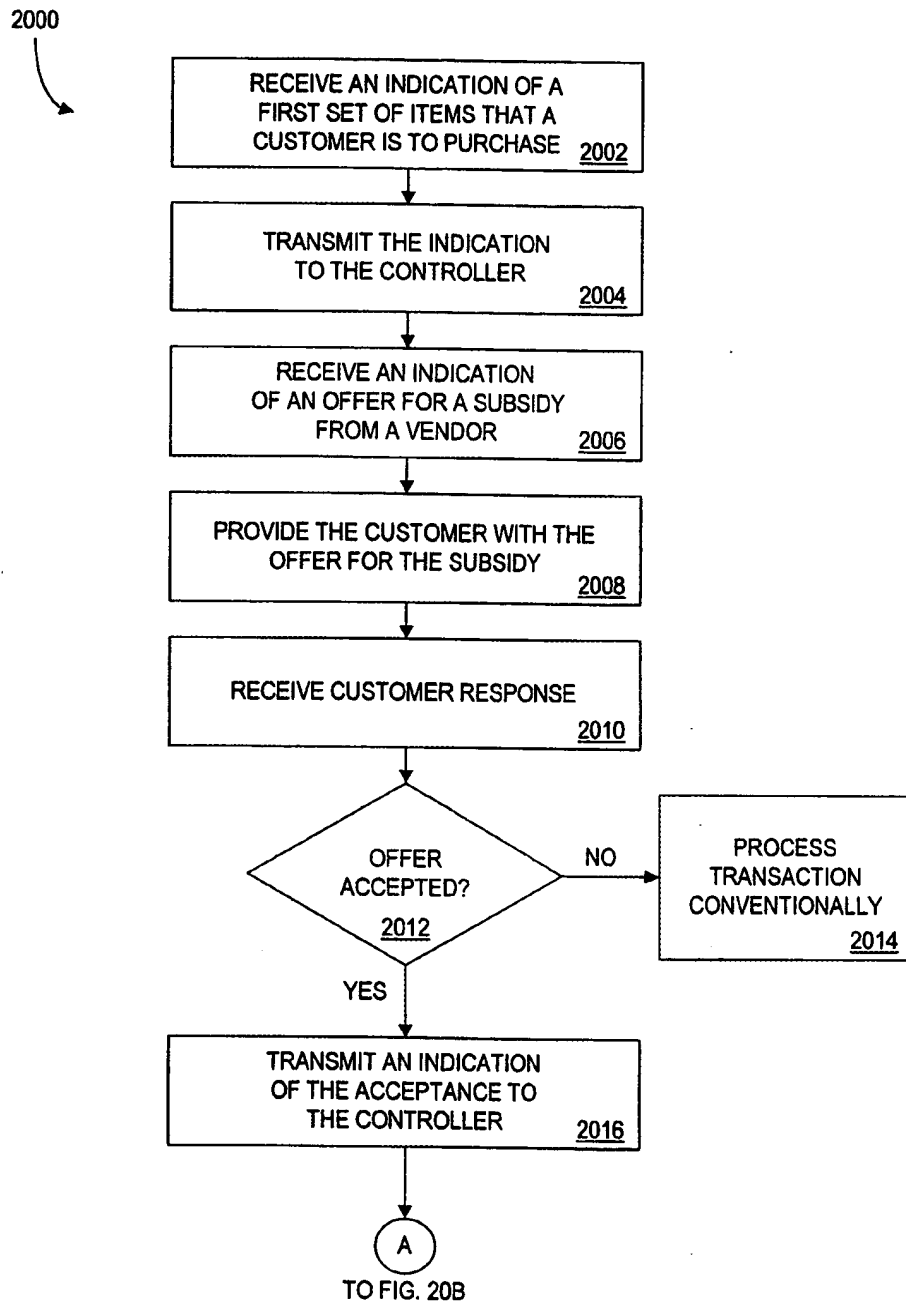 2000
RECEIVE AN INDICATION OF A
FIRST SET OF ITEMS THAT A
CUSTOMER IS TO PURCHASE
2002
TRANSMIT THE INDICATION
TO THE CONTROLLER
2004
RECEIVE AN INDICATION
OF AN OFFER FOR A SUBSIDY
FROM A VENDOR
2006
PROVIDE THE CUSTOMER WITH THE
OFFER FOR THE SUBSIDY
2008
RECEIVE CUSTOMER RESPONSE
2010
OFFER
ACCEPTED?
2012
NO
PROCESS
TRANSACTION
CONVENTIONALLY
2014
YES
TRANSMIT AN INDICATION
OF THE ACCEPTANCE TO
THE CONTROLLER
2016
A
TO FIG. 20B